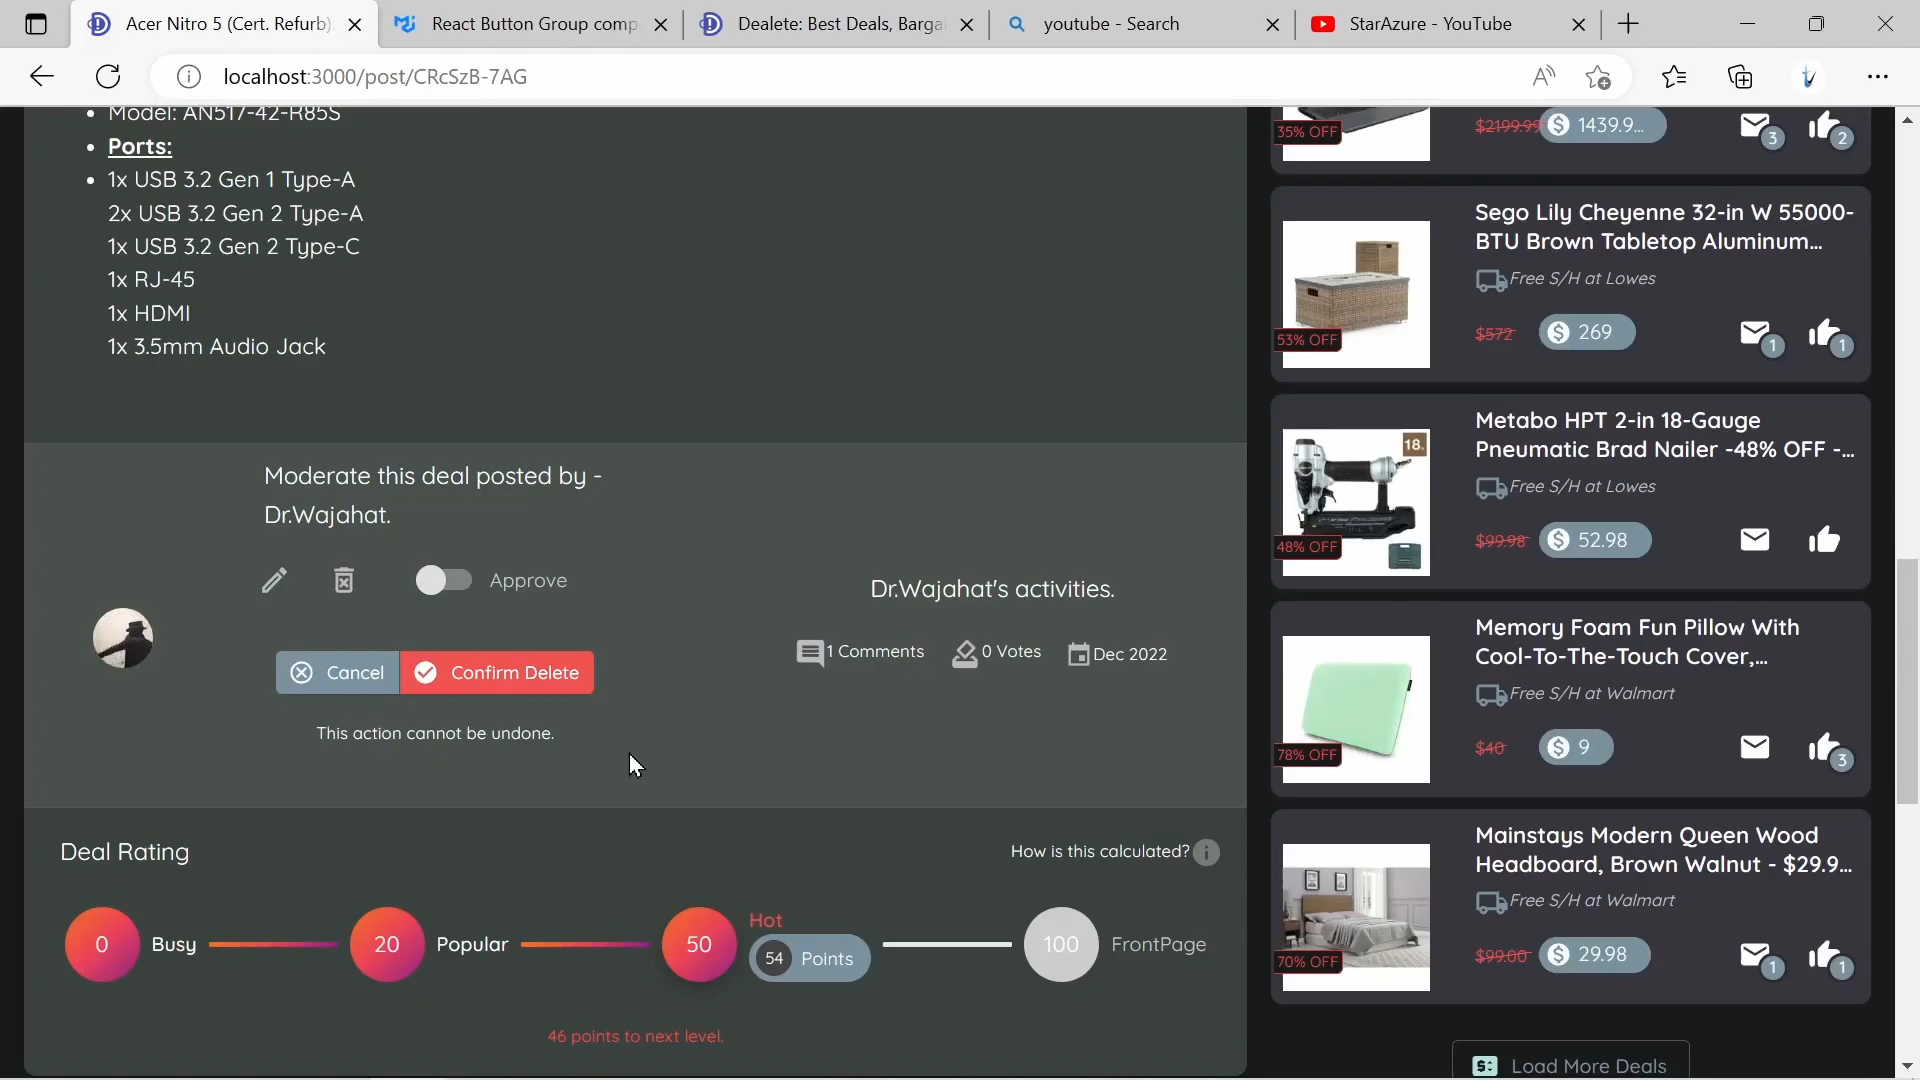 Acer Nitro 5 (Cert. Refurb)
React Button Group comp
Dealete: Best Deals, Barga
youtube - Search
StarAzure - YouTube
localhost:3000/post/CRcSzB-7AG
Model: AN517-42-R85S
Ports:
1x USB 3.2 Gen 1 Type-A
2x USB 3.2 Gen 2 Type-A
1x USB 3.2 Gen 2 Type-C
1x RJ-45
1x HDMI
1x 3.5mm Audio Jack
Moderate this deal posted by -
Dr.Wajahat.
Approve
Cancel
Confirm Delete
This action cannot be undone.
Dr.Wajahat's activities.
1 Comments
0 Votes
Dec 2022
Deal Rating
How is this calculated?
0 Busy
20 Popular
50
Hot
54 Points
100 FrontPage
46 points to next level.
35% OFF
$2199.99
$ 1439.9...
3
2
Sego Lily Cheyenne 32-in W 55000-
BTU Brown Tabletop Aluminum...
Free S/H at Lowes
53% OFF
$572
$ 269
1
1
Metabo HPT 2-in 18-Gauge
Pneumatic Brad Nailer -48% OFF -...
18
Free S/H at Lowes
48% OFF
$99.98
$ 52.98
Memory Foam Fun Pillow With
Cool-To-The-Touch Cover,...
Free S/H at Walmart
78% OFF
$40
$ 9
3
Mainstays Modern Queen Wood
Headboard, Brown Walnut - $29.9...
Free S/H at Walmart
70% OFF
$99.00
$ 29.98
1
1
Load More Deals